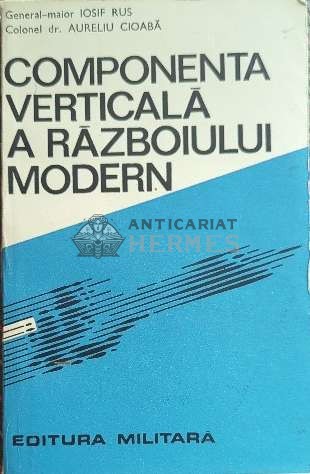 General-maior IOSIF RUS
Colonel dr. AURELIU CIOABĂ
COMPONENTA
VERTICALĂ
A RĂZBOIULUI
MODERN
ANTICARIAT
HERMES
EDITURA MILITARĂ